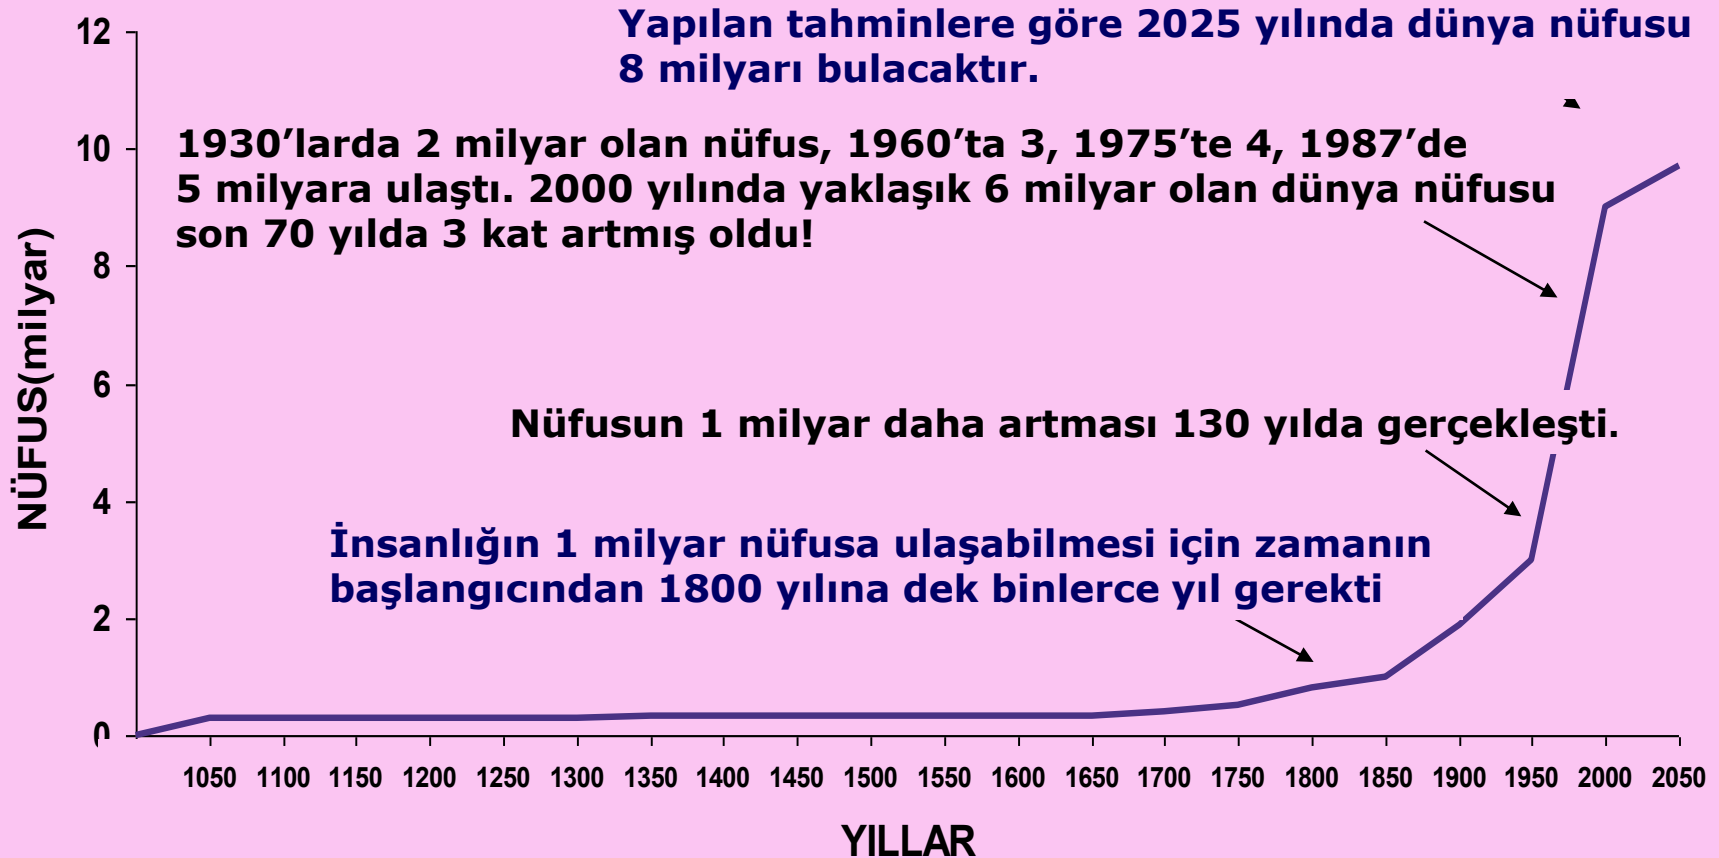 Yapılan tahminlere göre 2025 yılında dünya nüfusu
8 milyarı bulacaktır.
1930’larda 2 milyar olan nüfus, 1960’ta 3, 1975’te 4, 1987’de
5 milyara ulaştı. 2000 yılında yaklaşık 6 milyar olan dünya nüfusu
son 70 yılda 3 kat artmış oldu!
Nüfusun 1 milyar daha artması 130 yılda gerçekleşti.
İnsanlığın 1 milyar nüfusa ulaşabilmesi için zamanın
başlangıcından 1800 yılına dek binlerce yıl gerekti
NÜFUS(milyar)
12
10
8
6
4
2
0
1050 1100 1150 1200 1250 1300 1350 1400 1450 1500 1550 1600 1650 1700 1750 1800 1850 1900 1950 2000 2050
YILLAR